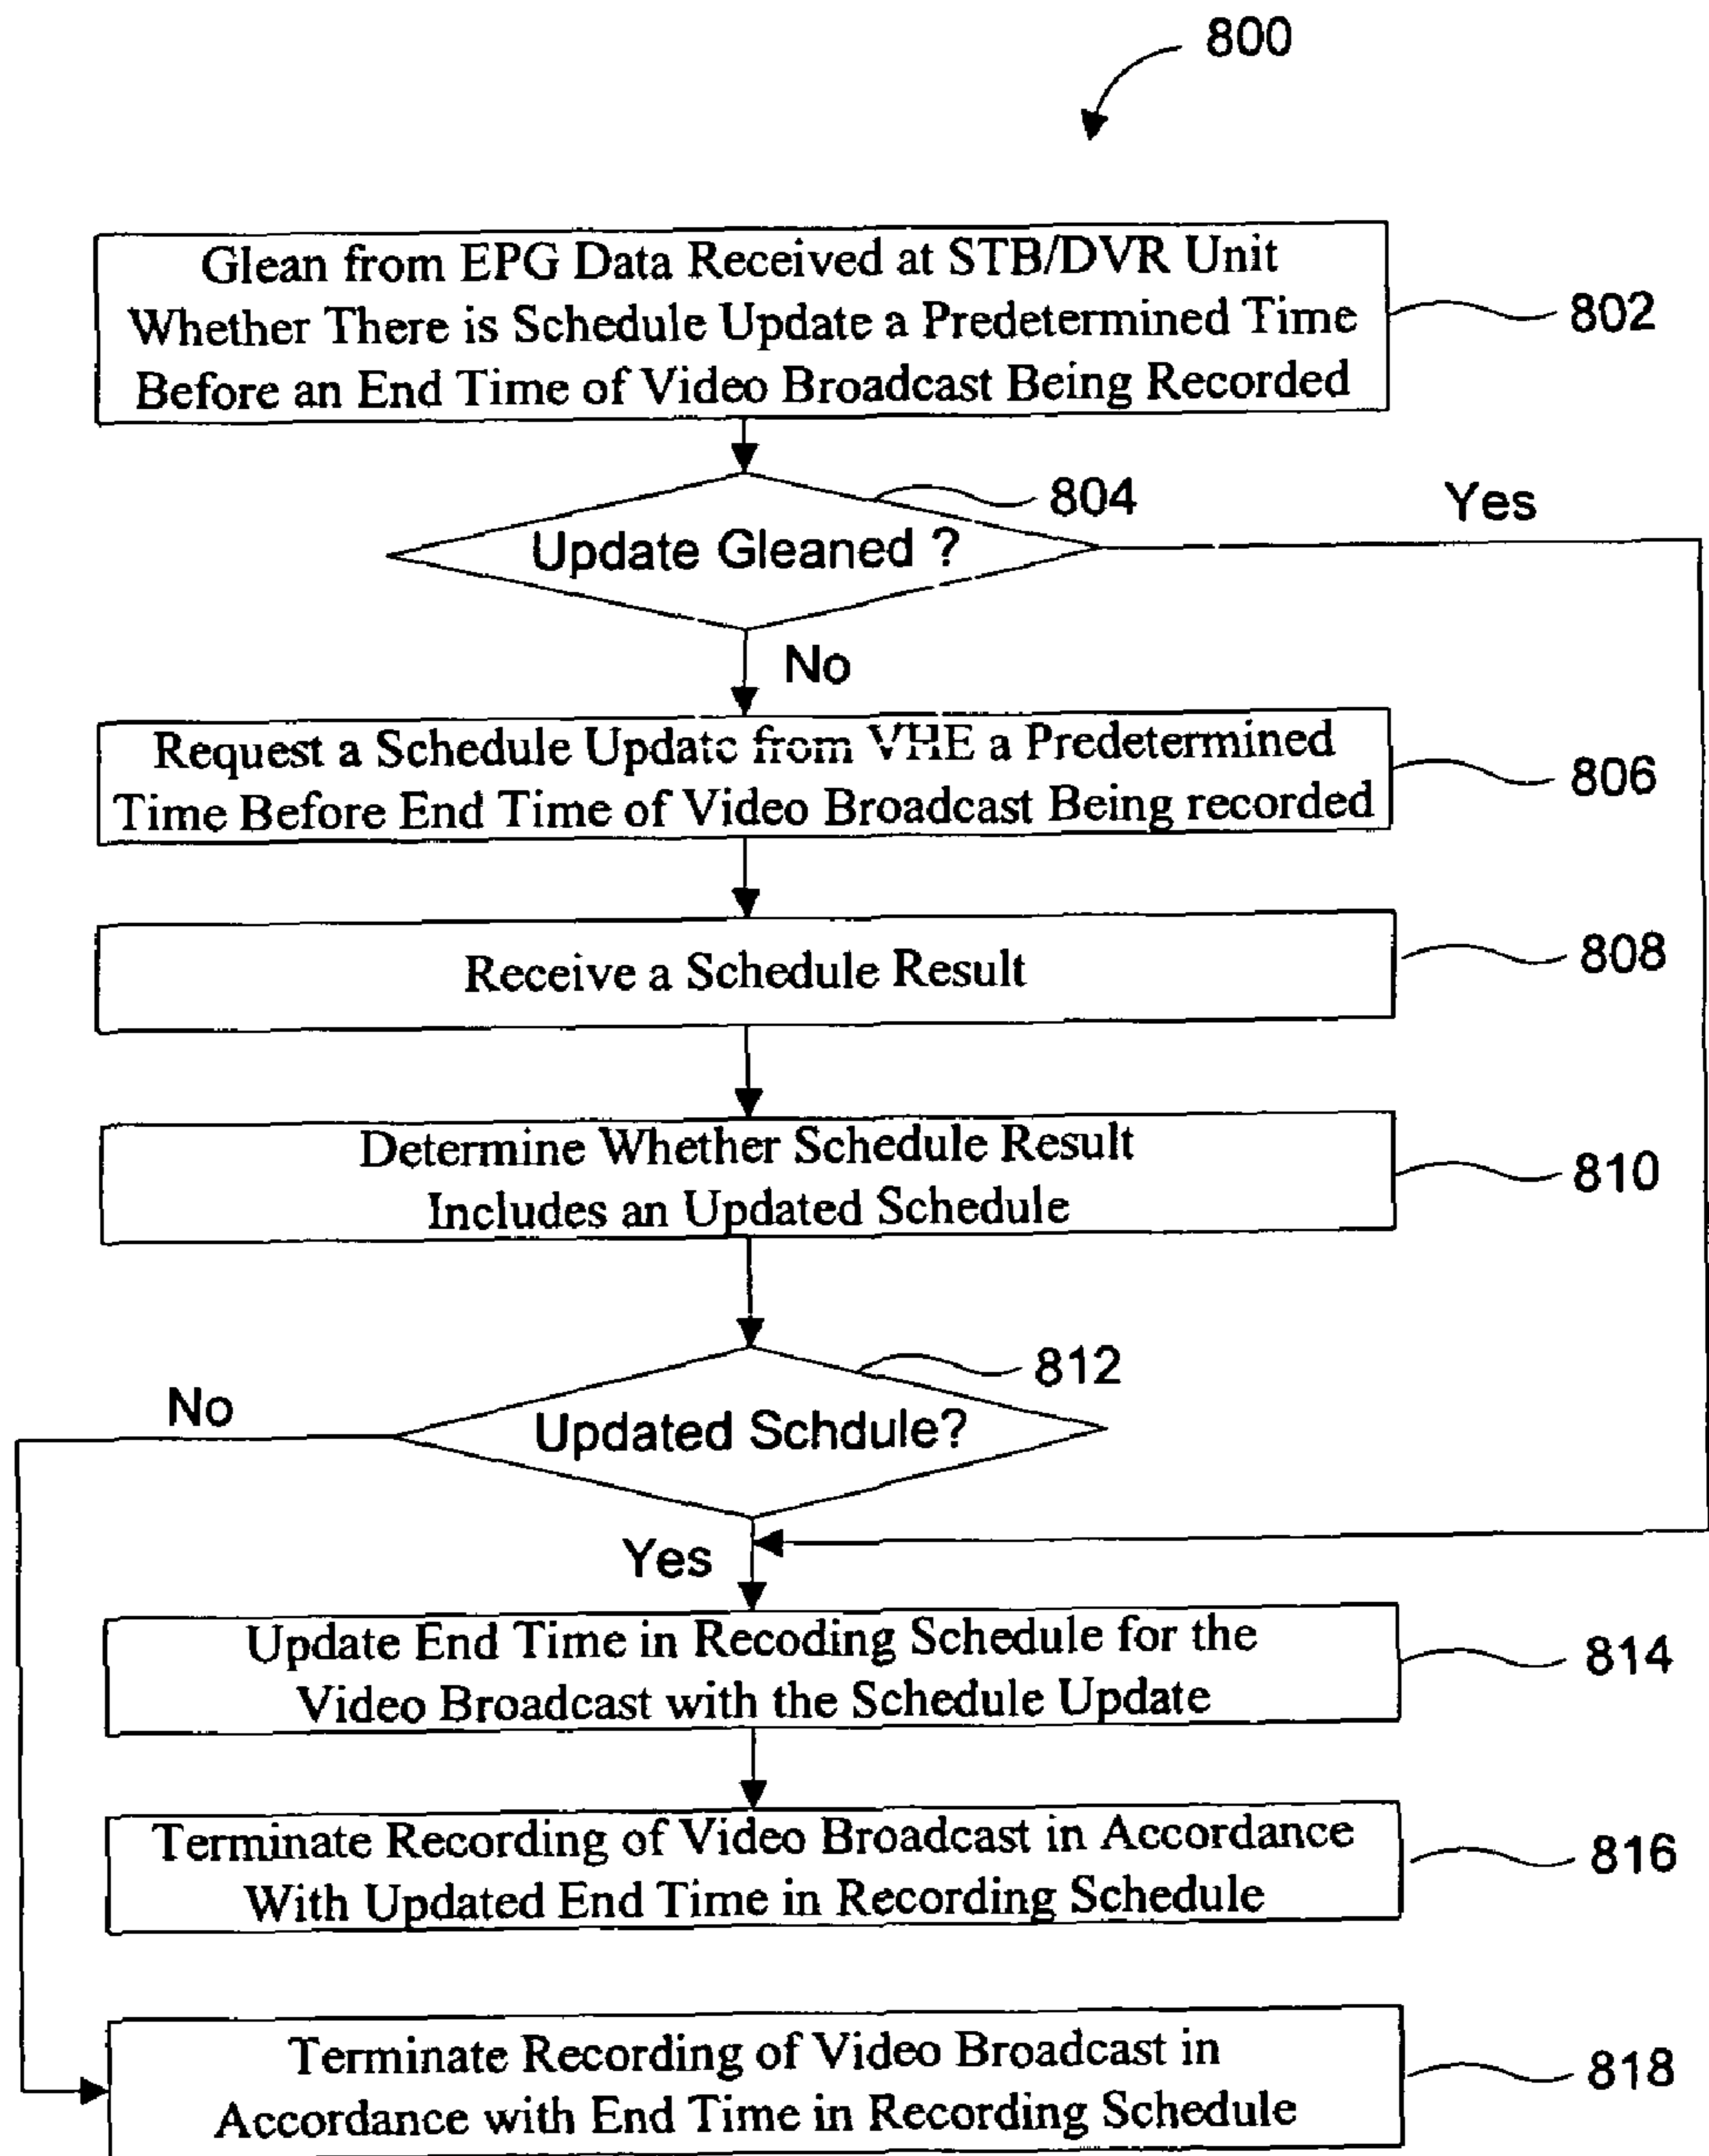 800
Glean from EPG Data Received at STB/DVR Unit
Whether There is Schedule Update a Predetermined Time
Before an End Time of Video Broadcast Being Recorded
802
804
Yes
Update Gleaned ?
No
Request a Schedule Update from VHE a Predetermined
Time Before End Time of Video Broadcast Being recorded
806
Receive a Schedule Result
808
Determine Whether Schedule Result
Includes an Updated Schedule
810
812
No
Updated Schdule?
Yes
Update End Time in Recoding Schedule for the
Video Broadcast with the Schedule Update
814
Terminate Recording of Video Broadcast in Accordance
With Updated End Time in Recording Schedule
816
Terminate Recording of Video Broadcast in
Accordance with End Time in Recording Schedule
818